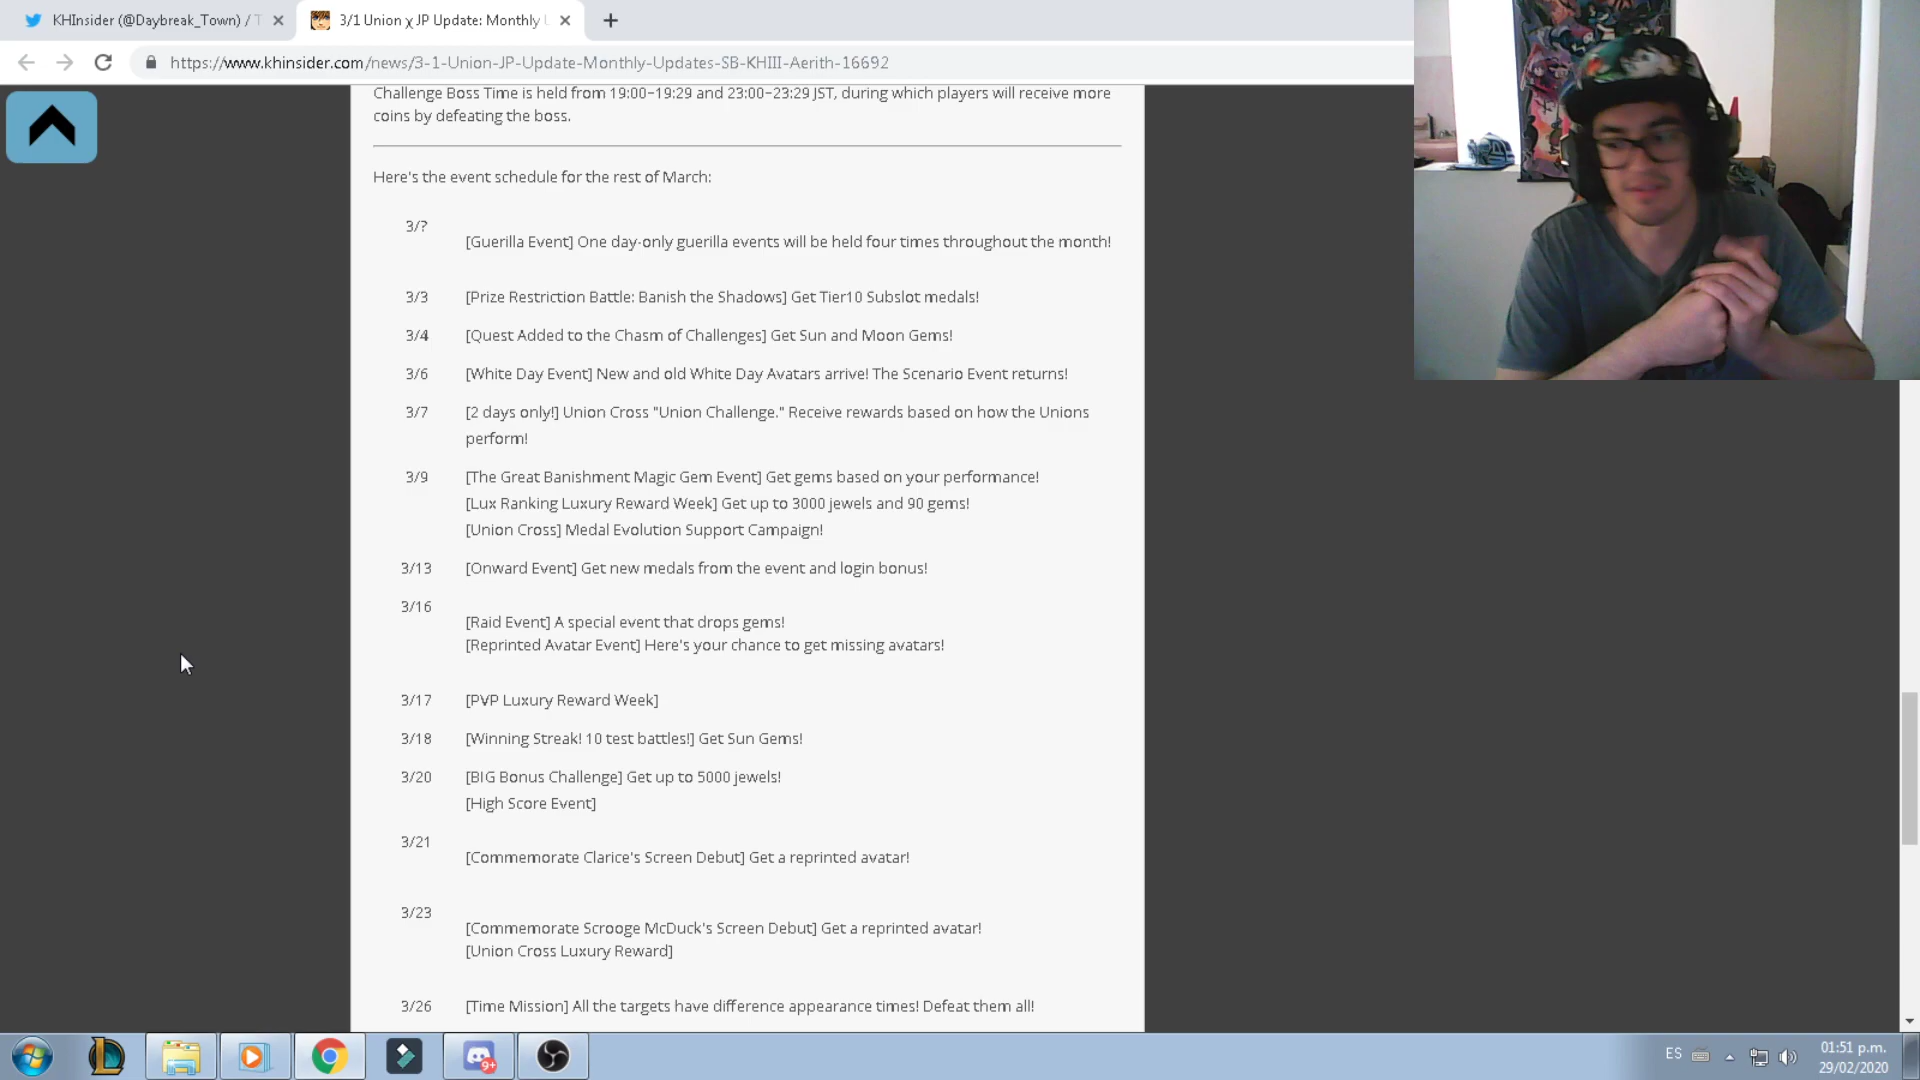 KHInsider (@Daybreak_Town) / T
3/1 Union χ JP Update: Monthly U
https://www.khinsider.com/news/3-1-Union-JP-Update-Monthly-Updates-SB-KHIII-Aerith-16692
Challenge Boss Time is held from 19:00-19:29 and 23:00-23:29 JST, during which players will receive more
coins by defeating the boss.
Here's the event schedule for the rest of March:
3/?
[Guerilla Event] One day-only guerilla events will be held four times throughout the month!
3/3 [Prize Restriction Battle: Banish the Shadows] Get Tier10 Subslot medals!
3/4 [Quest Added to the Chasm of Challenges] Get Sun and Moon Gems!
3/6 [White Day Event] New and old White Day Avatars arrive! The Scenario Event returns!
3/7 [2 days only!] Union Cross "Union Challenge." Receive rewards based on how the Unions
perform!
3/9 [The Great Banishment Magic Gem Event] Get gems based on your performance!
[Lux Ranking Luxury Reward Week] Get up to 3000 jewels and 90 gems!
[Union Cross] Medal Evolution Support Campaign!
3/13 [Onward Event] Get new medals from the event and login bonus!
3/16
[Raid Event] A special event that drops gems!
[Reprinted Avatar Event] Here's your chance to get missing avatars!
3/17 [PVP Luxury Reward Week]
3/18 [Winning Streak! 10 test battles!] Get Sun Gems!
3/20 [BIG Bonus Challenge] Get up to 5000 jewels!
[High Score Event]
3/21
[Commemorate Clarice's Screen Debut] Get a reprinted avatar!
3/23
[Commemorate Scrooge McDuck's Screen Debut] Get a reprinted avatar!
[Union Cross Luxury Reward]
3/26 [Time Mission] All the targets have difference appearance times! Defeat them all!
9+
ES
01:51 p.m.
29/02/2020